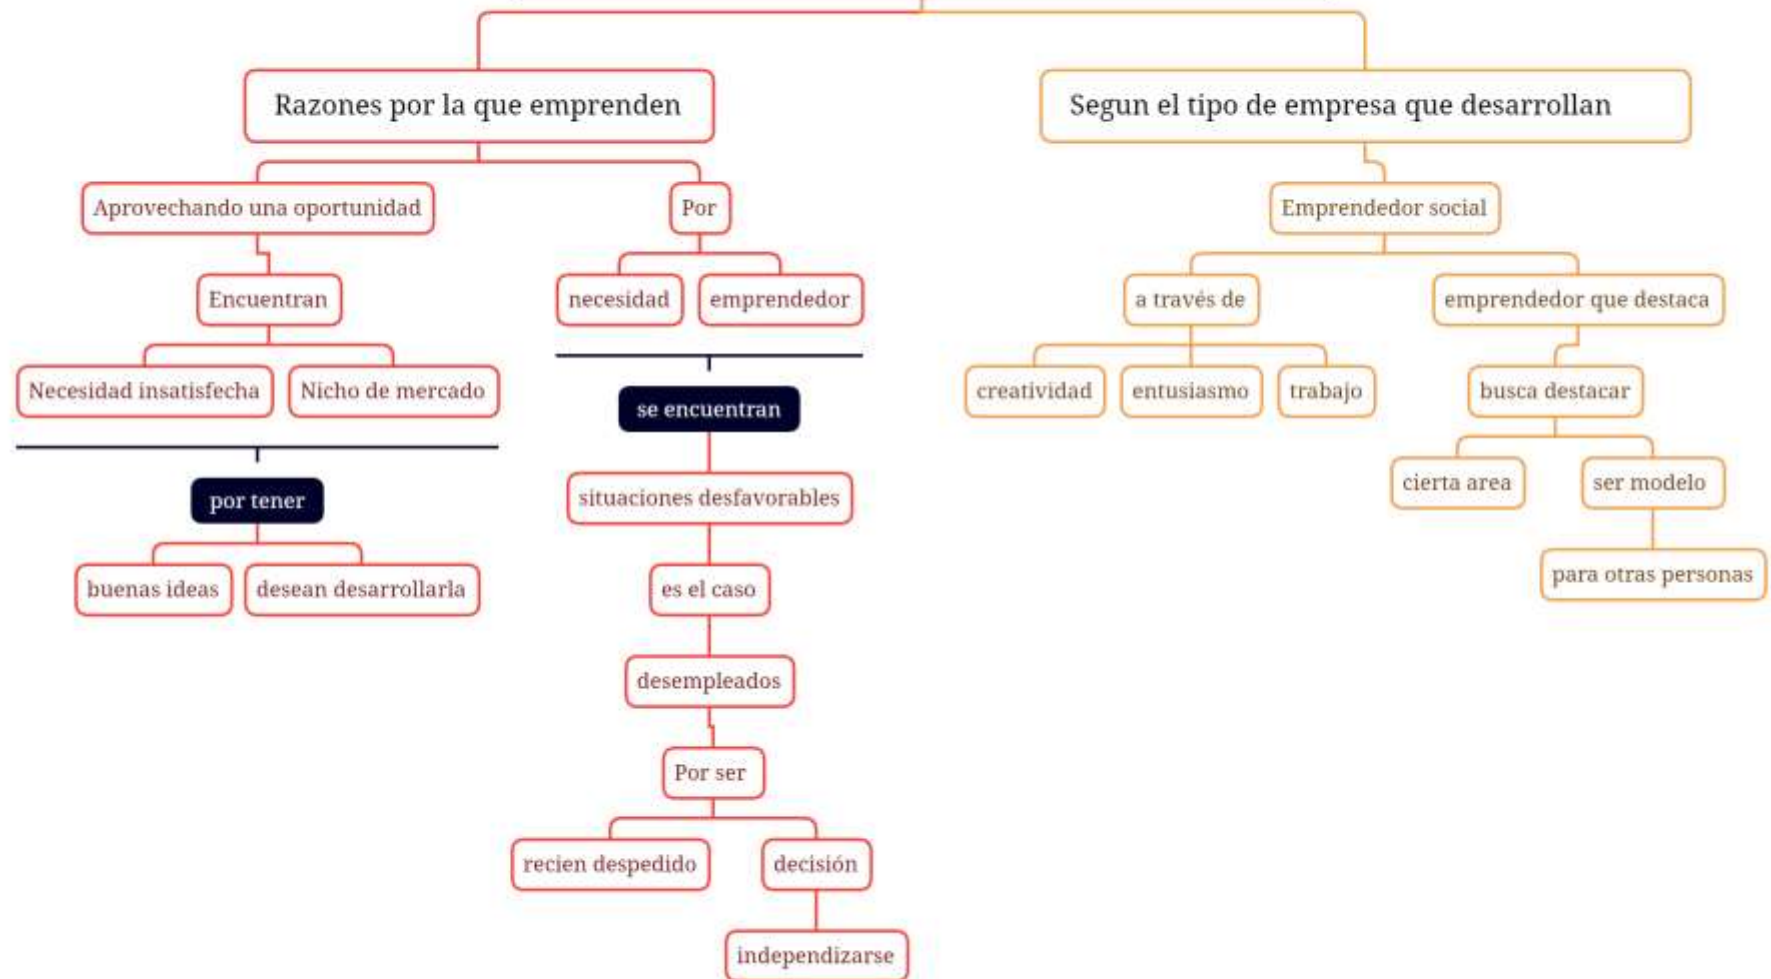 Razones por la que emprenden
Segun el tipo de empresa que desarrollan
Aprovechando una oportunidad
Por
Emprendedor social
Encuentran
necesidad
emprendedor
a través de
emprendedor que destaca
Necesidad insatisfecha
Nicho de mercado
se encuentran
creatividad
entusiasmo
trabajo
busca destacar
por tener
situaciones desfavorables
cierta area
ser modelo
buenas ideas
desean desarrollarla
es el caso
para otras personas
desempleados
Por ser
recien despedido
decisión
independizarse